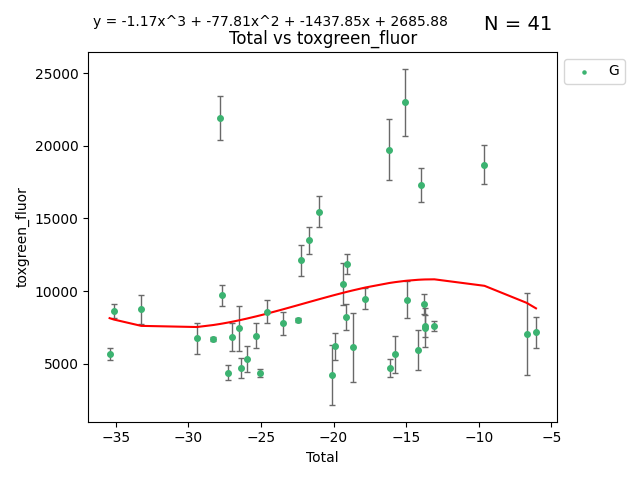 y = -1.17x^3 + -77.81x^2 + -1437.85x + 2685.88
N = 41
Total vs toxgreen_fluor
G
25000
20000
15000
10000
5000
toxgreen_fluor
−35 −30 −25 −20 −15 −10 −5
Total